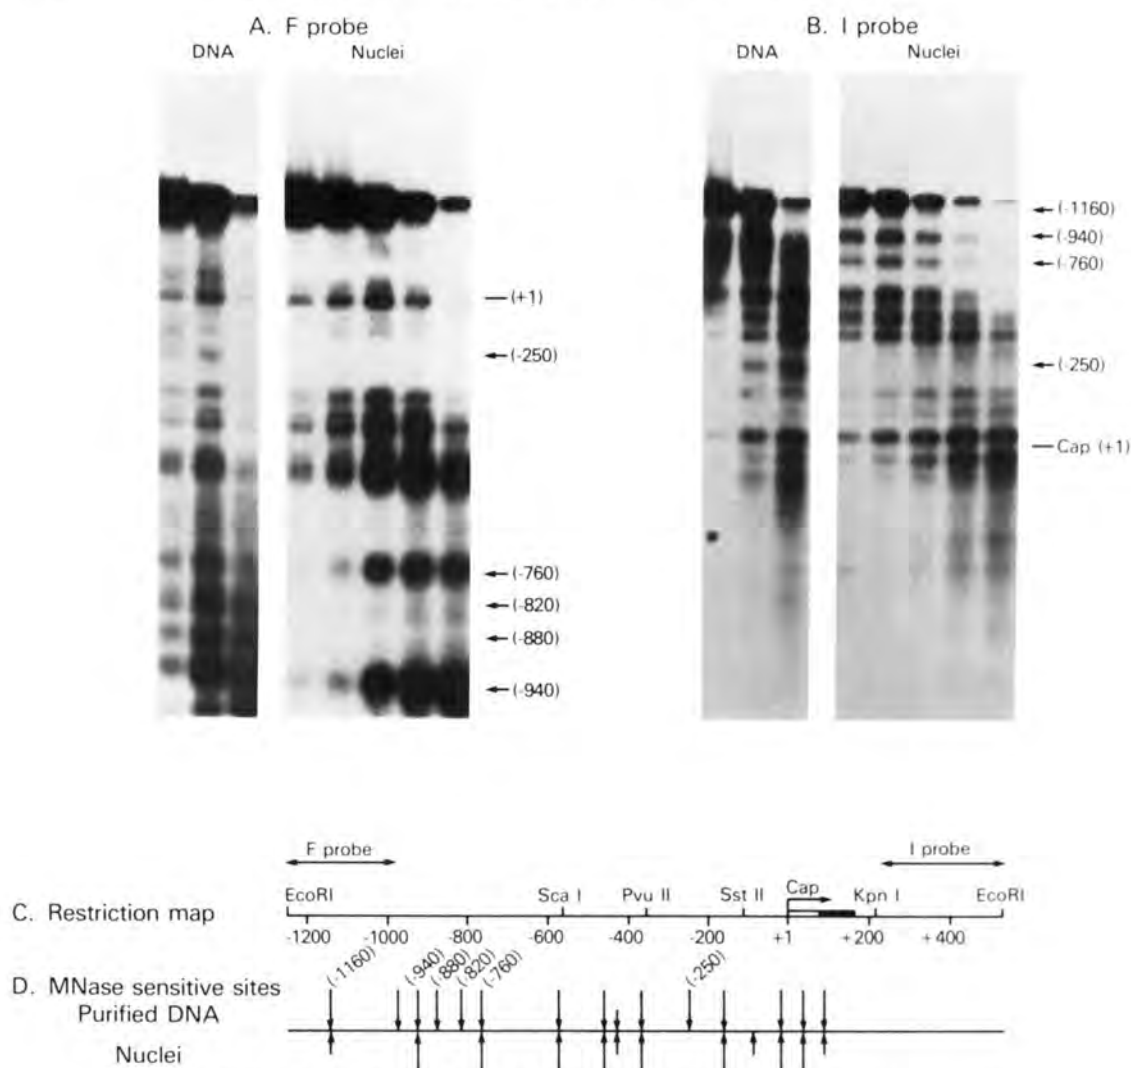 A. F probe
DNA
Nuclei
(+1)
(-250)
(-760)
(-820)
(-880)
(-940)
B. I probe
DNA
Nuclei
(-1160)
(-940)
(-760)
(-250)
Cap (+1)
F probe
I probe
EcoRI
Sca I
Pvu II
Sst II
Cap
Kpn I
EcoRI
C. Restriction map
-1200
-1000
-800
-600
-400
-200
+1
+200
+400
D. MNase sensitive sites
(-1160)
(-940)
(-880)
(-820)
(-760)
(-250)
Purified DNA
Nuclei